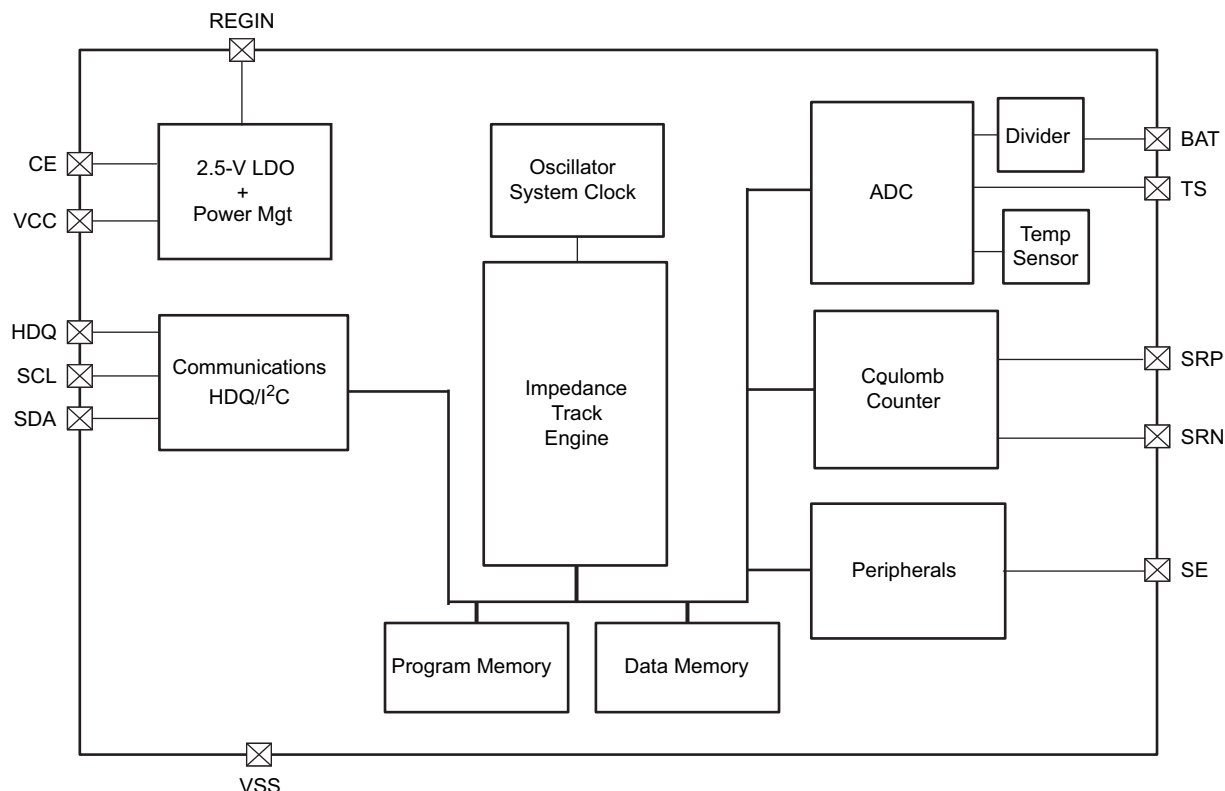 REGIN
CE
VCC
2.5-V LDO
+
Power Mgt
Oscillator
System Clock
ADC
Divider
BAT
TS
Temp
Sensor
HDQ
SCL
SDA
Communications
HDQ/I²C
Impedance
Track
Engine
Coulomb
Counter
SRP
SRN
Peripherals
SE
Program Memory
Data Memory
VSS